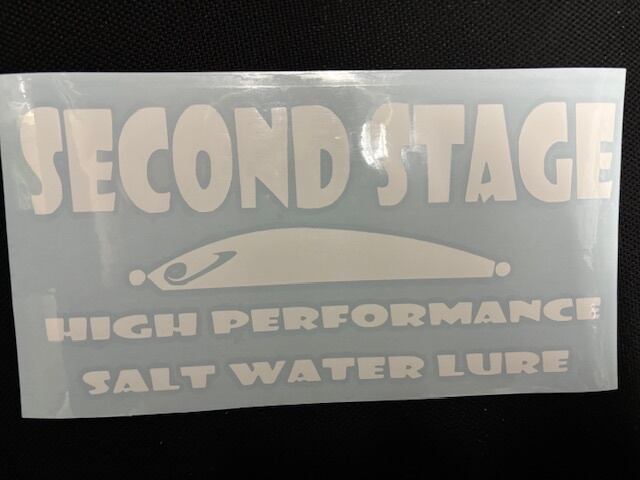 SECOND STAGE
HIGH PERFORMANCE
SALT WATER LURE